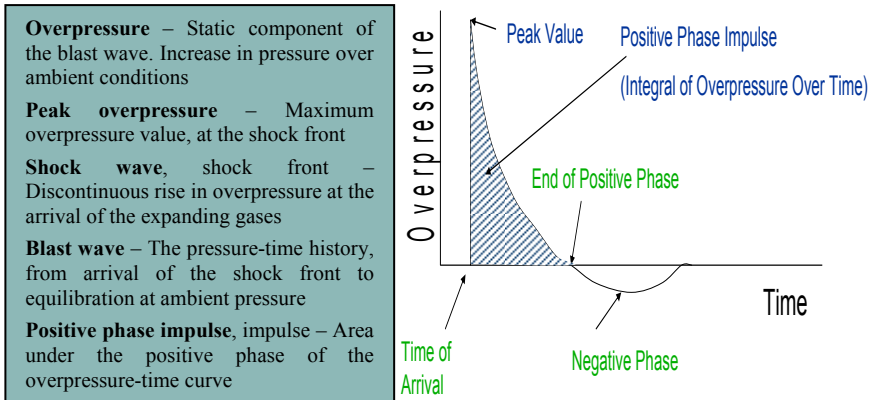 Overpressure – Static component of
the blast wave. Increase in pressure over
ambient conditions
Peak overpressure – Maximum
overpressure value, at the shock front
Shock wave, shock front –
Discontinuous rise in overpressure at the
arrival of the expanding gases
Blast wave – The pressure-time history,
from arrival of the shock front to
equilibration at ambient pressure
Positive phase impulse, impulse – Area
under the positive phase of the
overpressure-time curve
Overpressure
Peak Value
Positive Phase Impulse
(Integral of Overpressure Over Time)
End of Positive Phase
Time
Time of
Arrival
Negative Phase